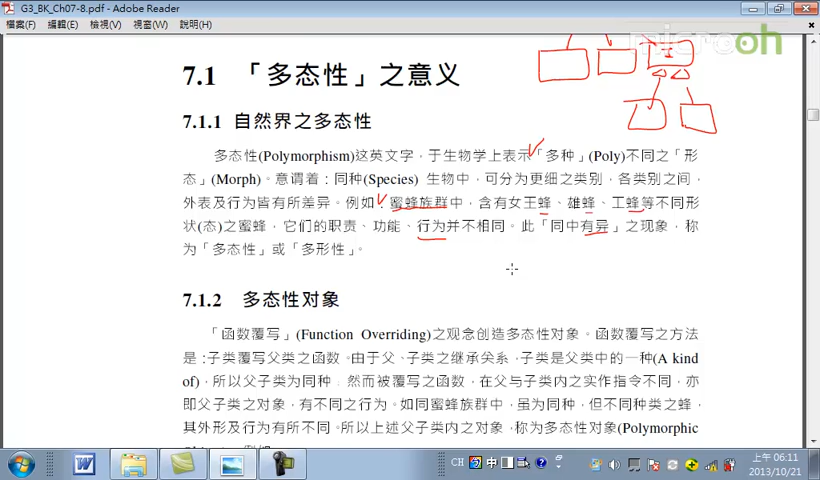 G3_BK_Ch07-8.pdf - Adobe Reader
檔案(F) 編輯(E) 檢視(V) 視窗(W) 說明(H)
microoh
7.1 「多态性」之意义
7.1.1 自然界之多态性
多态性(Polymorphism)这英文字，于生物学上表示「多种」(Poly)不同之「形
态」(Morph)。意谓着：同种(Species) 生物中，可分为更细之类别，各类别之间，
外表及行为皆有所差异。例如：蜜蜂族群中，含有女王蜂、雄蜂、工蜂等不同形
状(态)之蜜蜂，它们的职责、功能、行为并不相同。此「同中有异」之现象，称
为「多态性」或「多形性」。
7.1.2 多态性对象
「函数覆写」(Function Overriding)之观念创造多态性对象。函数覆写之方法
是：子类覆写父类之函数。由于父、子类之继承关系，子类是父类中的一种(A kind
of)，所以父子类为同种﹒然而被覆写之函数，在父与子类内之实作指令不同，亦
即父子类之对象，有不同之行为。如同蜜蜂族群中，虽为同种，但不同种类之蜂，
其外形及行为有所不同。所以上述父子类内之对象，称为多态性对象(Polymorphic
CH 中
上午 06:11
2013/10/21